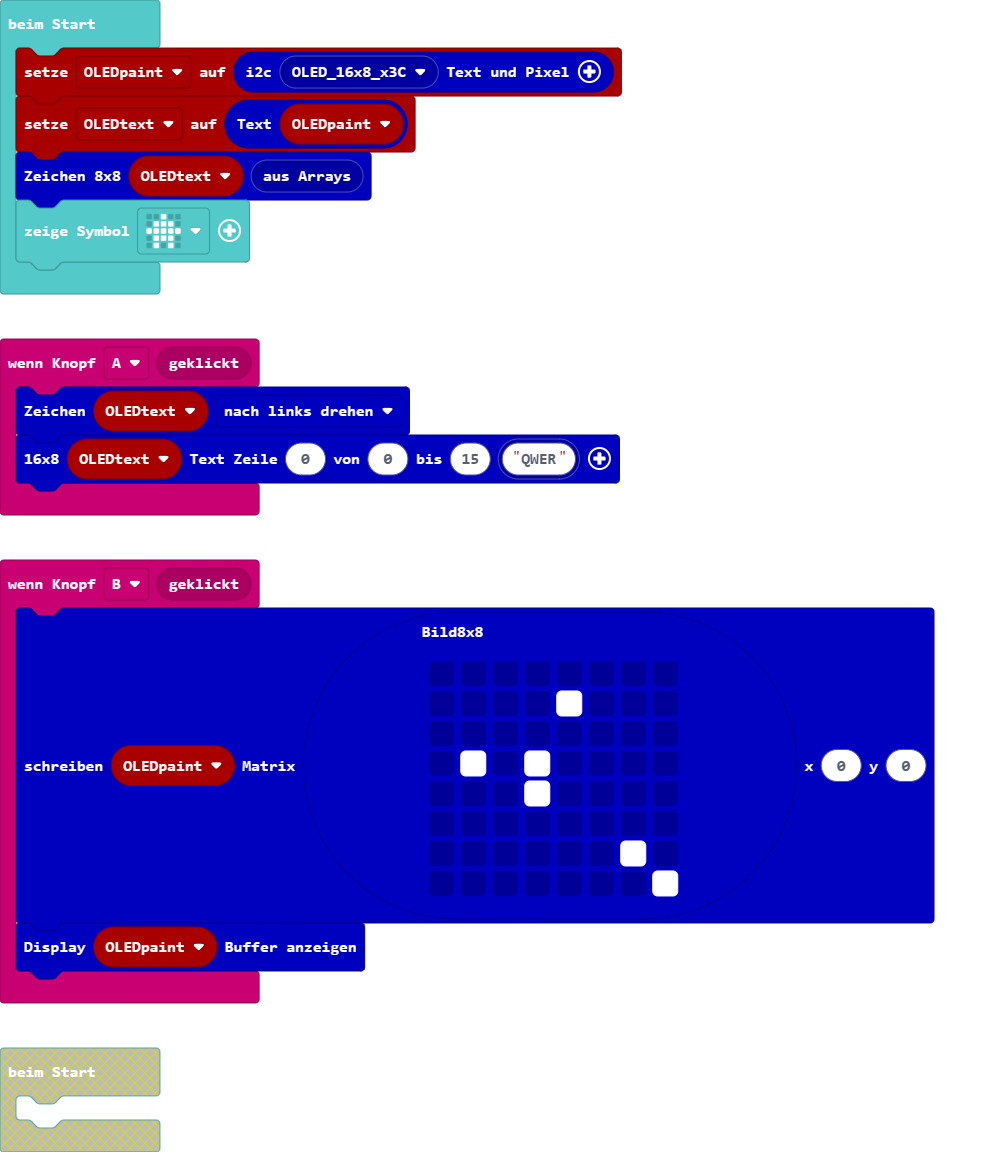 beim Start
setze OLEDpaint auf i2c OLED_16x8_x3C Text und Pixel
setze OLEDtext auf Text OLEDpaint
Zeichen 8x8 OLEDtext aus Arrays
zeige Symbol
wenn Knopf A geklickt
Zeichen OLEDtext nach links drehen
16x8 OLEDtext Text Zeile 0 von 0 bis 15 "QWER"
wenn Knopf B geklickt
Bild8x8
schreiben OLEDpaint Matrix x 0 y 0
Display OLEDpaint Buffer anzeigen
beim Start